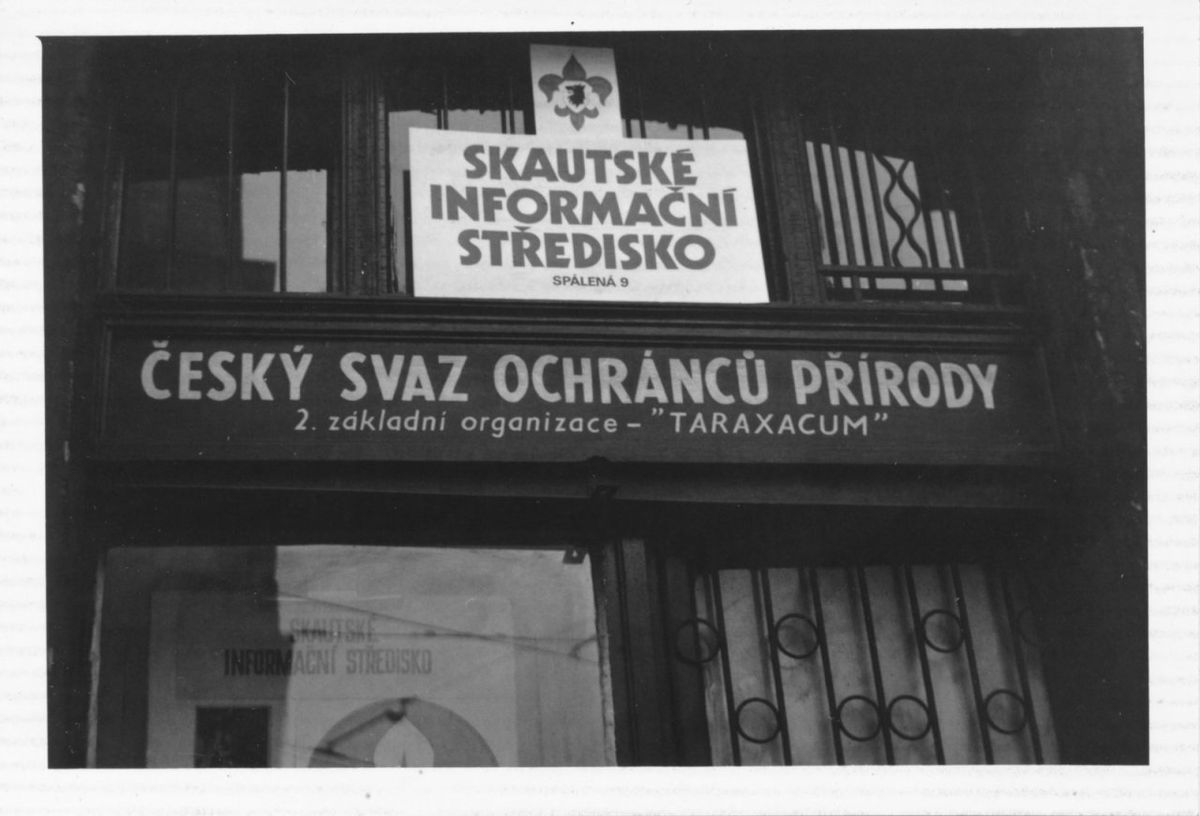 SKAUTSKÉ
INFORMAČNÍ
STŘEDISKO
SPÁLENÁ 9
ČESKÝ SVAZ OCHRÁNCŮ PŘÍRODY
2. základní organizace – "TARAXACUM"
SKAUTSKÉ
INFORMAČNÍ STŘEDISKO